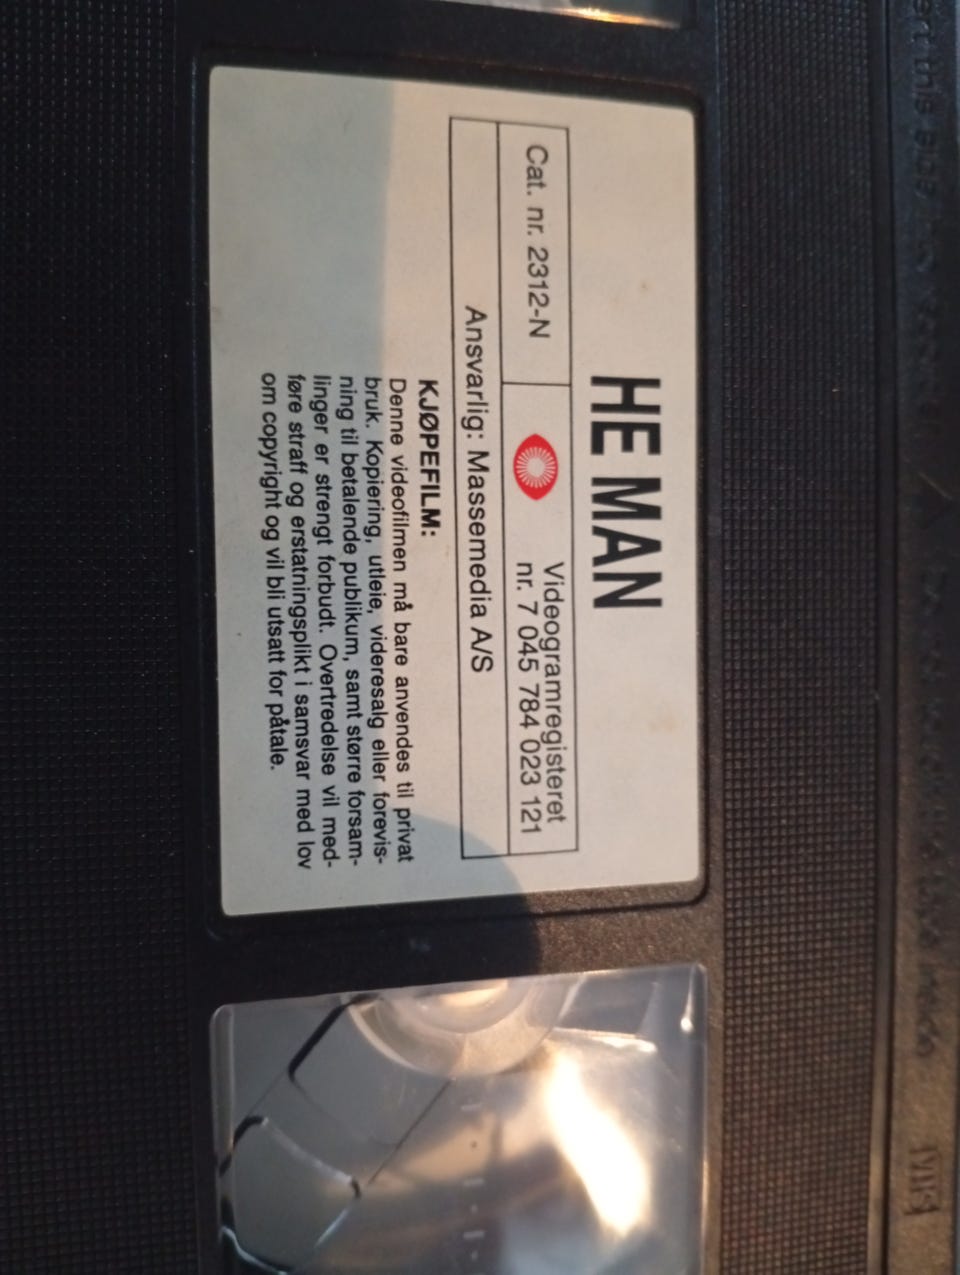 HE MAN
Cat. nr. 2312-N
Videogramregisteret
nr. 7 045 784 023 121
Ansvarlig: Massemedia A/S
KJØPEFILM:
Denne videofilmen må bare anvendes til privat
bruk. Kopiering, utleie, videresalg eller forevis-
ning til betalende publikum, samt større forsam-
linger er strengt forbudt. Overtredelse vil med-
føre straff og erstatningsplikt i samsvar med lov
om copyright og vil bli utsatt for påtale.
VHS